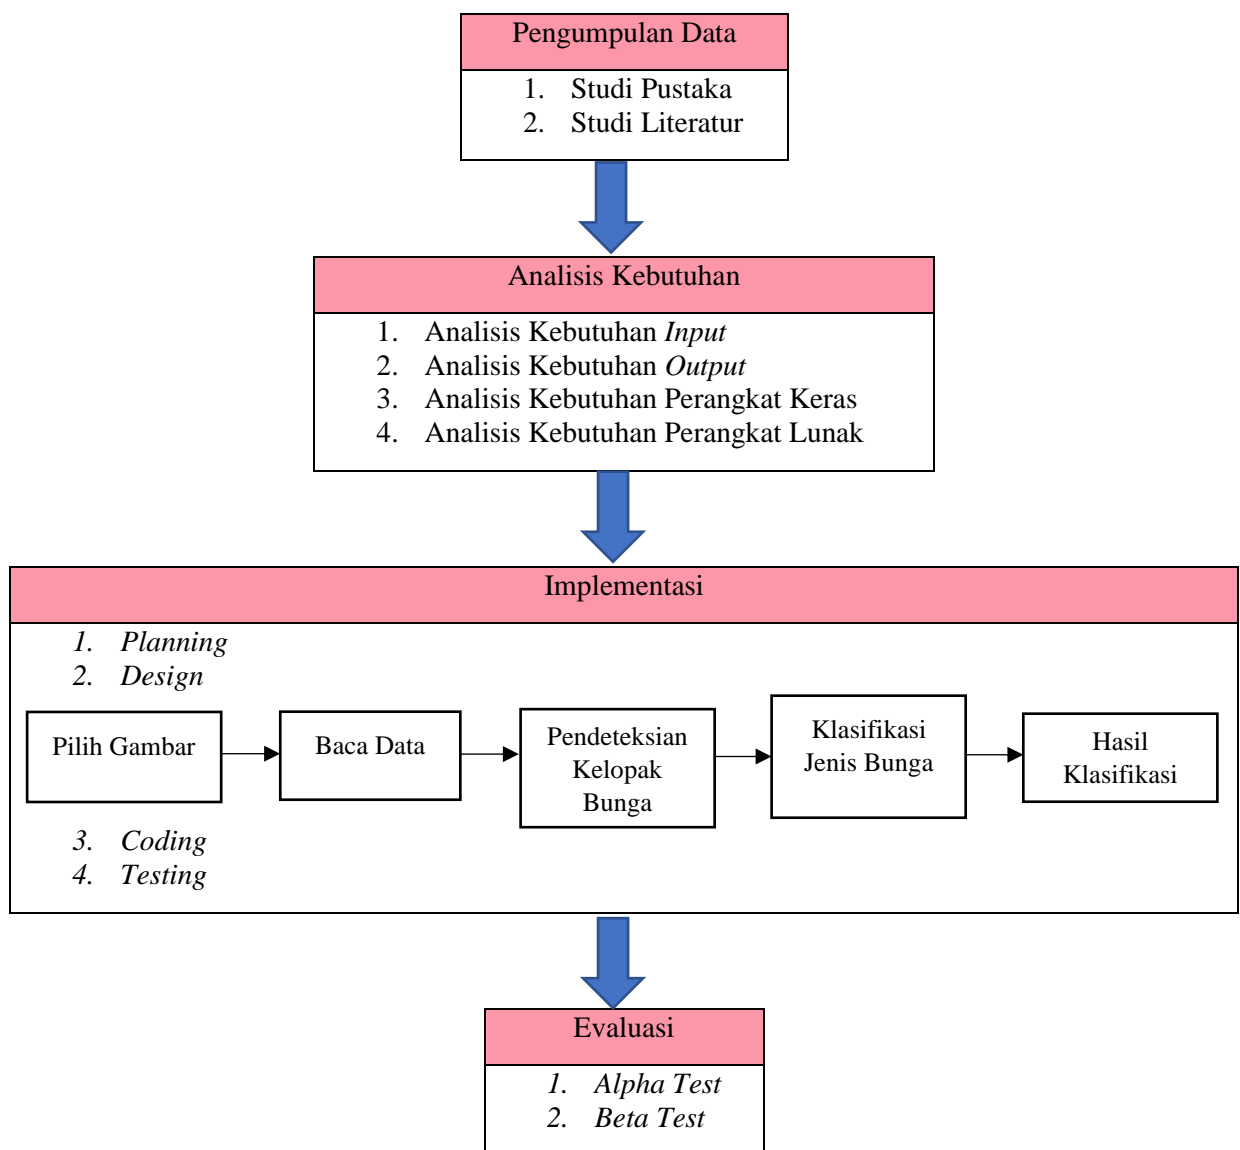 Pengumpulan Data
1. Studi Pustaka
2. Studi Literatur
Analisis Kebutuhan
1. Analisis Kebutuhan Input
2. Analisis Kebutuhan Output
3. Analisis Kebutuhan Perangkat Keras
4. Analisis Kebutuhan Perangkat Lunak
Implementasi
1. Planning
2. Design
Pilih Gambar
Baca Data
Pendeteksian
Kelopak
Bunga
Klasifikasi
Jenis Bunga
Hasil
Klasifikasi
3. Coding
4. Testing
Evaluasi
1. Alpha Test
2. Beta Test